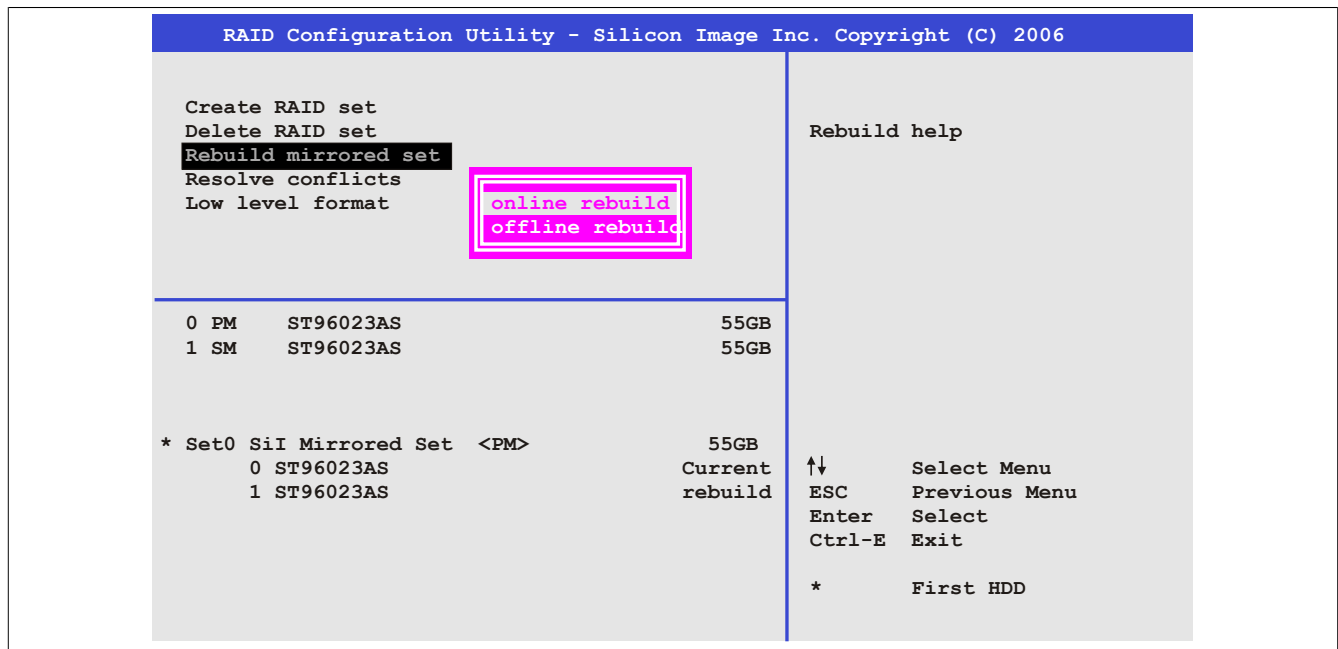 RAID Configuration Utility - Silicon Image Inc. Copyright (C) 2006
Create RAID set
Delete RAID set
Rebuild mirrored set
Resolve conflicts
Low level format
online rebuild
offline rebuild
Rebuild help
0 PM ST96023AS 55GB
1 SM ST96023AS 55GB
* Set0 SiI Mirrored Set <PM> 55GB
0 ST96023AS Current
1 ST96023AS rebuild
↑↓ Select Menu
ESC Previous Menu
Enter Select
Ctrl-E Exit
* First HDD